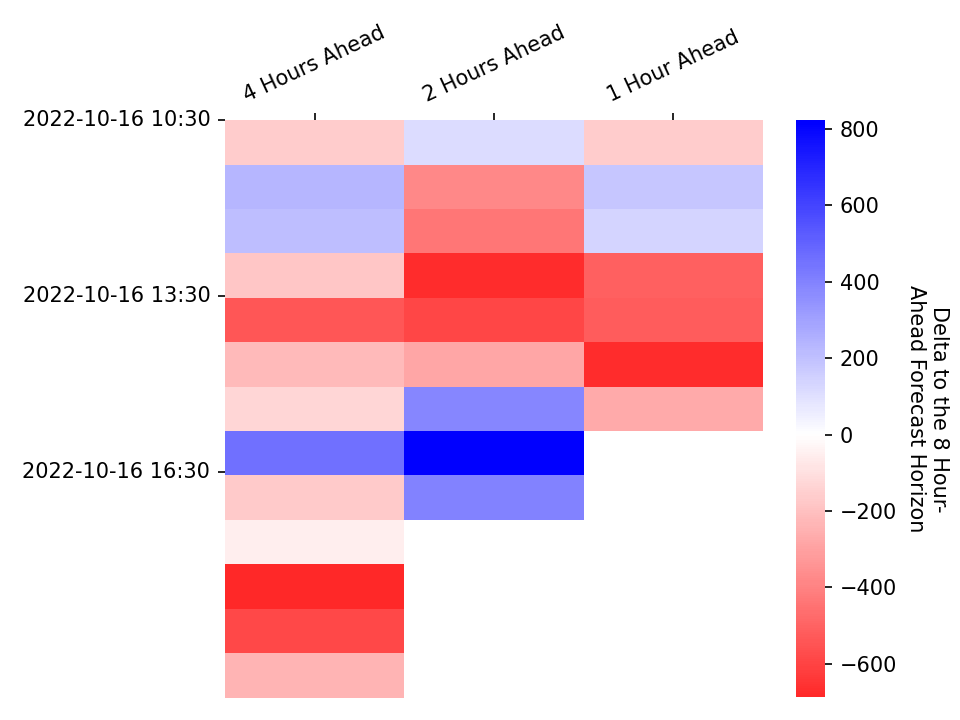 4 Hours Ahead
2 Hours Ahead
1 Hour Ahead
2022-10-16 10:30
2022-10-16 13:30
2022-10-16 16:30
800
600
400
200
0
−200
−400
−600
Delta to the 8 Hour-
Ahead Forecast Horizon